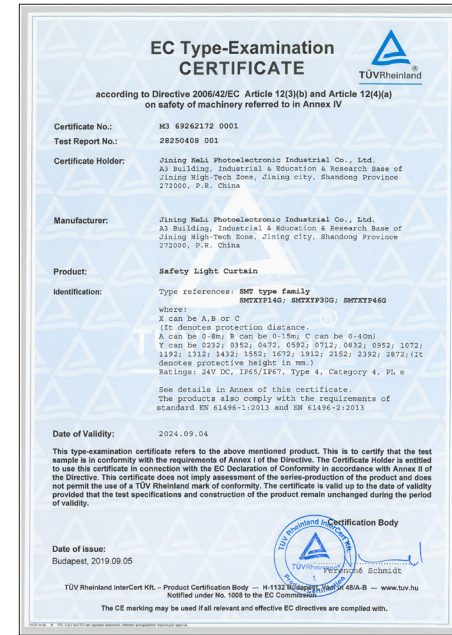 EC Type-Examination
CERTIFICATE
TÜVRheinland
®
according to Directive 2006/42/EC Article 12(3)(b) and Article 12(4)(a)
on safety of machinery referred to in Annex IV
Certificate No.: M3 69262172 0001
Test Report No.: 28250408 001
Certificate Holder: Jining KeLi Photoelectronic Industrial Co., Ltd.
A3 Building, Industrial & Education & Research Base of
Jining High-Tech Zone, Jining city, Shandong Province
272000, P.R. China
Manufacturer: Jining KeLi Photoelectronic Industrial Co., Ltd.
A3 Building, Industrial & Education & Research Base of
Jining High-Tech Zone, Jining city, Shandong Province
272000, P.R. China
Product: Safety Light Curtain
Identification: Type references: SMT type family
SMTXYP14G; SMTXYP30G; SMTXYP46G
where:
X can be A,B or C
(It denotes protection distance.
A can be 0-8m; B can be 0-15m; C can be 0-40m)
Y can be 0232; 0352; 0472, 0592; 0712; 0832; 0952, 1072;
1192; 1312; 1432; 1552; 1672; 1912; 2152; 2392; 2872;(It
denotes protective height in mm.)
Ratings: 24V DC, IP65/IP67, Type 4, Category 4, PL e
See details in Annex of this certificate.
The products also comply with the requirements of
standard EN 61496-1:2013 and EN 61496-2:2013
Date of Validity: 2024.09.04
This type-examination certificate refers to the above mentioned product. This is to certify that the test
sample is in conformity with the requirements of Annex I of the Directive. The Certificate Holder is entitled
to use this certificate in connection with the EC Declaration of Conformity in accordance with Annex II of
the Directive. This certificate does not imply assessment of the series-production of the product and does
not permit the use of a TÜV Rheinland mark of conformity. The certificate is valid up to the date of validity
provided that the test specifications and construction of the product remain unchanged during the period
of validity.
Certification Body
Date of issue:
Budapest, 2019.09.05
TÜV Rheinland InterCert Kft.
TÜVRheinland
1.
Product Certification
Ferencné Schmidt
TÜV Rheinland InterCert Kft. – Product Certification Body — H-1132 Budapest, Váci út 48/A-B — www.tuv.hu
Notified under No. 1008 to the EC Commission
The CE marking may be used if all relevant and effective EC directives are complied with.